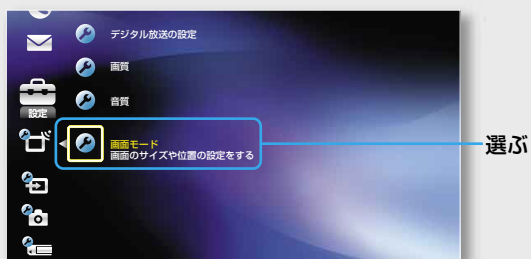 デジタル放送の設定
画質
音質
設定
画面モード
画面のサイズや位置の設定をする
選ぶ